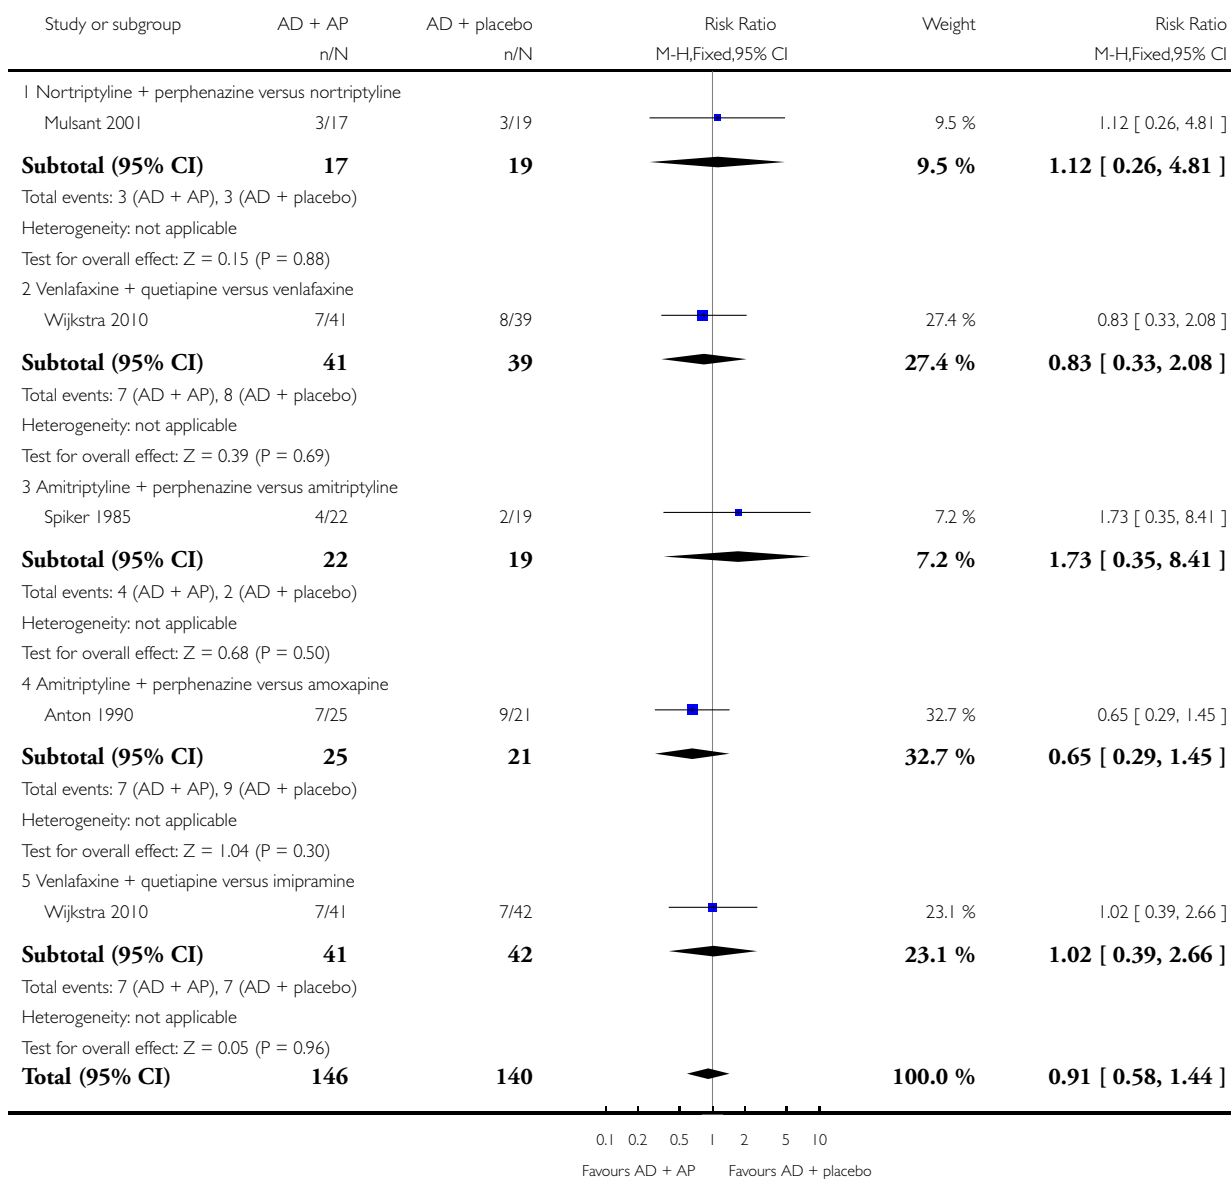 Study or subgroup AD + AP AD + placebo Risk Ratio Weight Risk Ratio
n/N n/N M-H,Fixed,95% CI M-H,Fixed,95% CI
1 Nortriptyline + perphenazine versus nortriptyline
Mulsant 2001 3/17 3/19 9.5 % 1.12 [ 0.26, 4.81 ]
Subtotal (95% CI) 17 19 9.5 % 1.12 [ 0.26, 4.81 ]
Total events: 3 (AD + AP), 3 (AD + placebo)
Heterogeneity: not applicable
Test for overall effect: Z = 0.15 (P = 0.88)
2 Venlafaxine + quetiapine versus venlafaxine
Wijkstra 2010 7/41 8/39 27.4 % 0.83 [ 0.33, 2.08 ]
Subtotal (95% CI) 41 39 27.4 % 0.83 [ 0.33, 2.08 ]
Total events: 7 (AD + AP), 8 (AD + placebo)
Heterogeneity: not applicable
Test for overall effect: Z = 0.39 (P = 0.69)
3 Amitriptyline + perphenazine versus amitriptyline
Spiker 1985 4/22 2/19 7.2 % 1.73 [ 0.35, 8.41 ]
Subtotal (95% CI) 22 19 7.2 % 1.73 [ 0.35, 8.41 ]
Total events: 4 (AD + AP), 2 (AD + placebo)
Heterogeneity: not applicable
Test for overall effect: Z = 0.68 (P = 0.50)
4 Amitriptyline + perphenazine versus amoxapine
Anton 1990 7/25 9/21 32.7 % 0.65 [ 0.29, 1.45 ]
Subtotal (95% CI) 25 21 32.7 % 0.65 [ 0.29, 1.45 ]
Total events: 7 (AD + AP), 9 (AD + placebo)
Heterogeneity: not applicable
Test for overall effect: Z = 1.04 (P = 0.30)
5 Venlafaxine + quetiapine versus imipramine
Wijkstra 2010 7/41 7/42 23.1 % 1.02 [ 0.39, 2.66 ]
Subtotal (95% CI) 41 42 23.1 % 1.02 [ 0.39, 2.66 ]
Total events: 7 (AD + AP), 7 (AD + placebo)
Heterogeneity: not applicable
Test for overall effect: Z = 0.05 (P = 0.96)
Total (95% CI) 146 140 100.0 % 0.91 [ 0.58, 1.44 ]
0.1 0.2 0.5 1 2 5 10
Favours AD + AP Favours AD + placebo